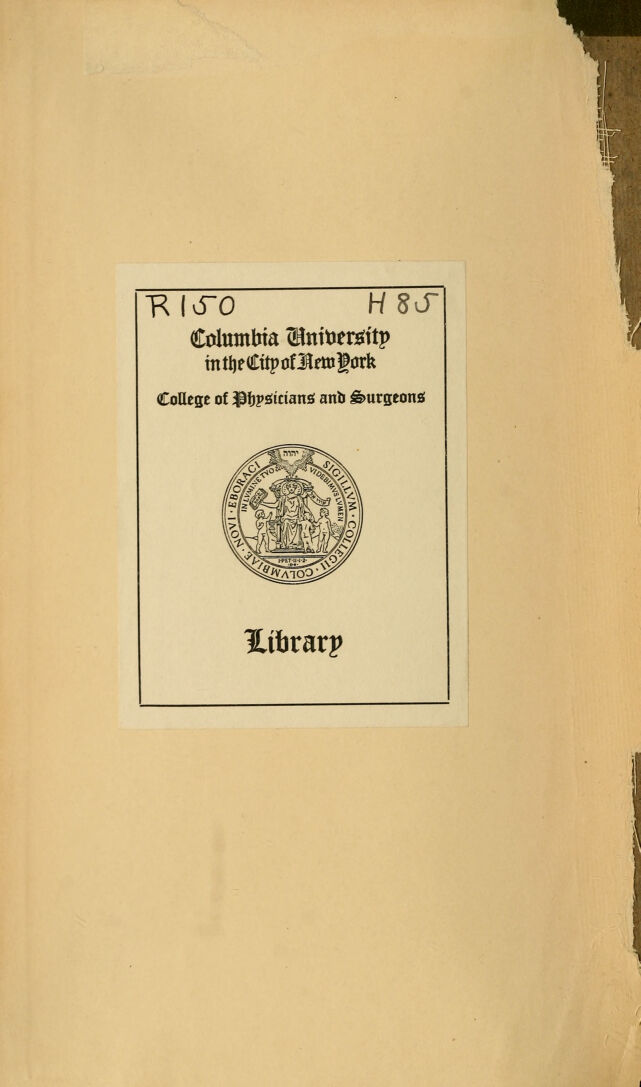 R150 H85
Columbia University
in the City of New York
College of Physicians and Surgeons
יהוה
SIGILLVM · COLLEGII · COLVMBIAE · NOVI · EBORACI
IN LVMINE TVO VIDEBIMVS LVMEN
Library